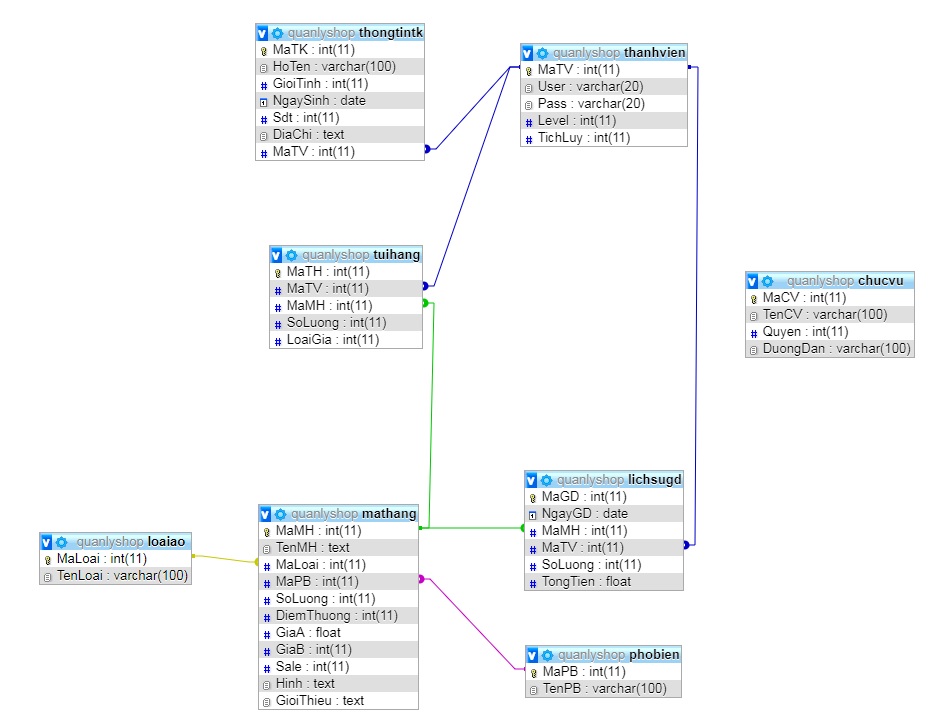 quanlyshop thongtintk
MaTK : int(11)
HoTen : varchar(100)
GioiTinh : int(11)
NgaySinh : date
Sdt : int(11)
DiaChi : text
MaTV : int(11)
quanlyshop thanhvien
MaTV : int(11)
User : varchar(20)
Pass : varchar(20)
Level : int(11)
TichLuy : int(11)
quanlyshop tuihang
MaTH : int(11)
MaTV : int(11)
MaMH : int(11)
SoLuong : int(11)
LoaiGia : int(11)
quanlyshop chucvu
MaCV : int(11)
TenCV : varchar(100)
Quyen : int(11)
DuongDan : varchar(100)
quanlyshop lichsugd
MaGD : int(11)
NgayGD : date
MaMH : int(11)
MaTV : int(11)
SoLuong : int(11)
TongTien : float
quanlyshop mathang
MaMH : int(11)
TenMH : text
MaLoai : int(11)
MaPB : int(11)
SoLuong : int(11)
DiemThuong : int(11)
GiaA : float
GiaB : int(11)
Sale : int(11)
Hinh : text
GioiThieu : text
quanlyshop loaiao
MaLoai : int(11)
TenLoai : varchar(100)
quanlyshop phobien
MaPB : int(11)
TenPB : varchar(100)